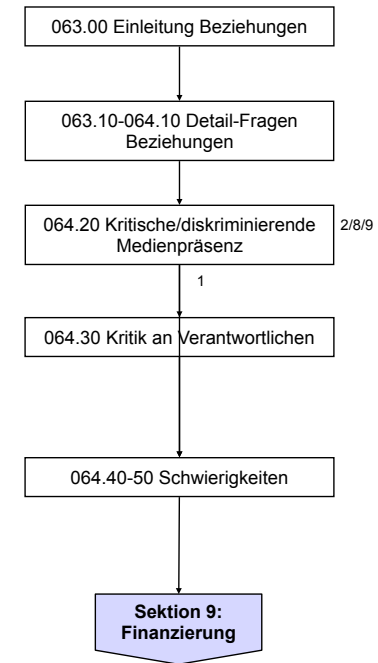 063.00 Einleitung Beziehungen
063.10-064.10 Detail-Fragen
Beziehungen
064.20 Kritische/diskriminierende
Medienpräsenz
2/8/9
1
064.30 Kritik an Verantwortlichen
064.40-50 Schwierigkeiten
Sektion 9:
Finanzierung